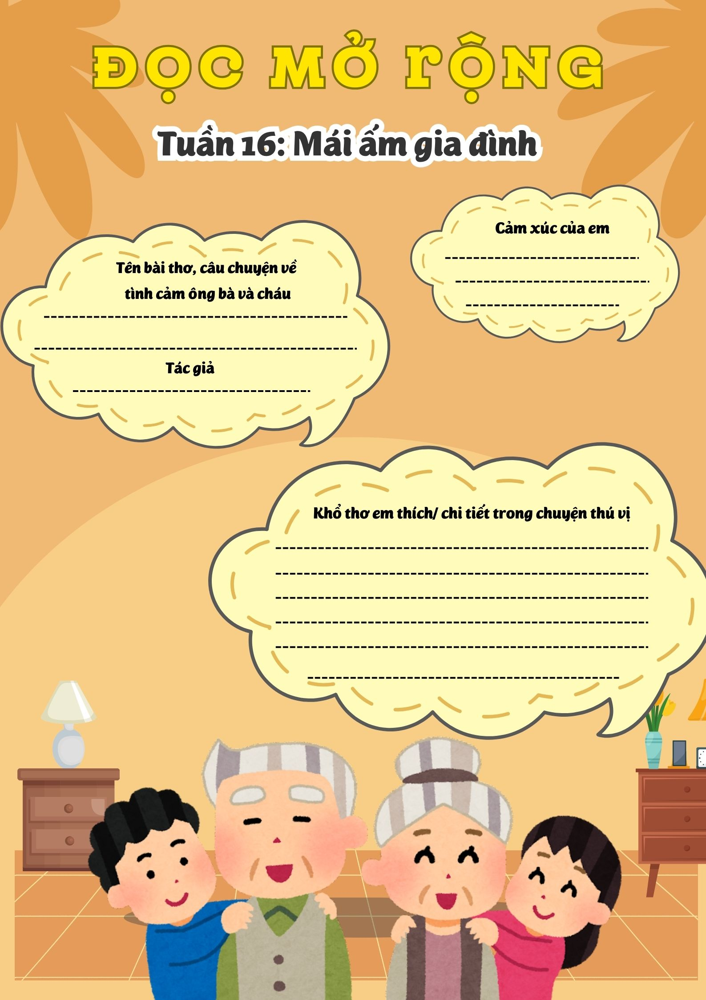 ĐỌC MỞ RỘNG
Tuần 16: Mái ấm gia đình
Cảm xúc của em
Tên bài thơ, câu chuyện về
tình cảm ông bà và cháu
Tác giả
Khổ thơ em thích/ chi tiết trong chuyện thú vị